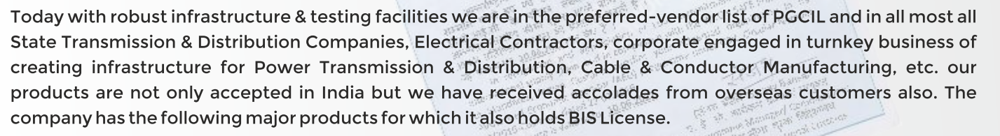 Today with robust infrastructure & testing facilities we are in the preferred-vendor list of PGCIL and in all most all
State Transmission & Distribution Companies, Electrical Contractors, corporate engaged in turnkey business of
creating infrastructure for Power Transmission & Distribution, Cable & Conductor Manufacturing, etc. our
products are not only accepted in India but we have received accolades from overseas customers also. The
company has the following major products for which it also holds BIS License.